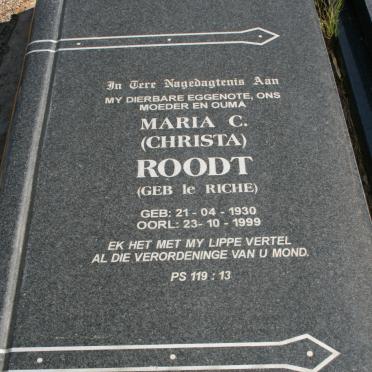 In Tere Nagedagtenis Aan
MY DIERBARE EGGENOTE, ONS
MOEDER EN OUMA
MARIA C.
(CHRISTA)
ROODT
(GEB le RICHE)
GEB: 21 - 04 - 1930
OORL: 23- 10 - 1999
EK HET MET MY LIPPE VERTEL
AL DIE VERORDENINGE VAN U MOND.
PS 119 : 13